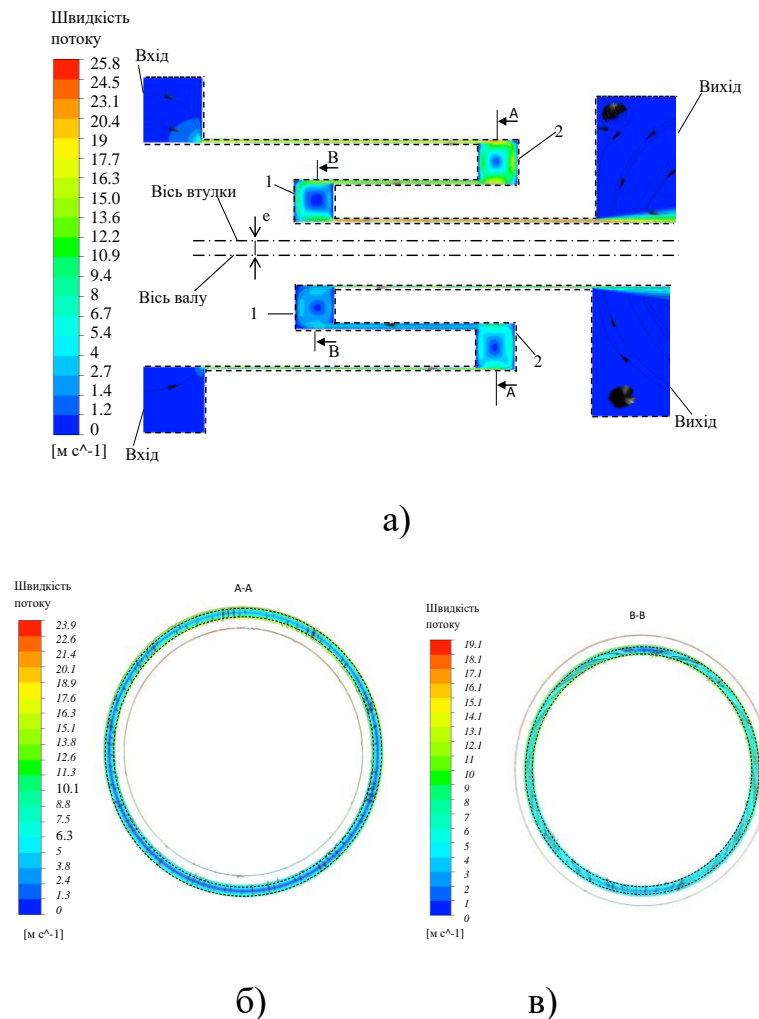 Швидкість
потоку
25.8
24.5
23.1
20.4
19
17.7
16.3
15.0
13.6
12.2
10.9
9.4
8
6.7
5.4
4
2.7
1.4
1.2
0
[м с^-1]
Вхід
A
Вихід
2
B
1
Вісь втулки
e
Вісь валу
1
B
2
A
Вхід
Вихід
а)
Швидкість
потоку
A-A
23.9
22.6
21.4
20.1
18.9
17.6
16.3
15.1
13.8
12.6
11.3
10.1
8.8
7.5
6.3
5
3.8
2.4
1.3
0
[м с^-1]
Швидкість
потоку
B-B
19.1
18.1
17.1
16.1
15.1
14.1
13.1
12.1
11
10
9
8
7
6
5
4
3
2
1
0
[м с^-1]
б)
в)